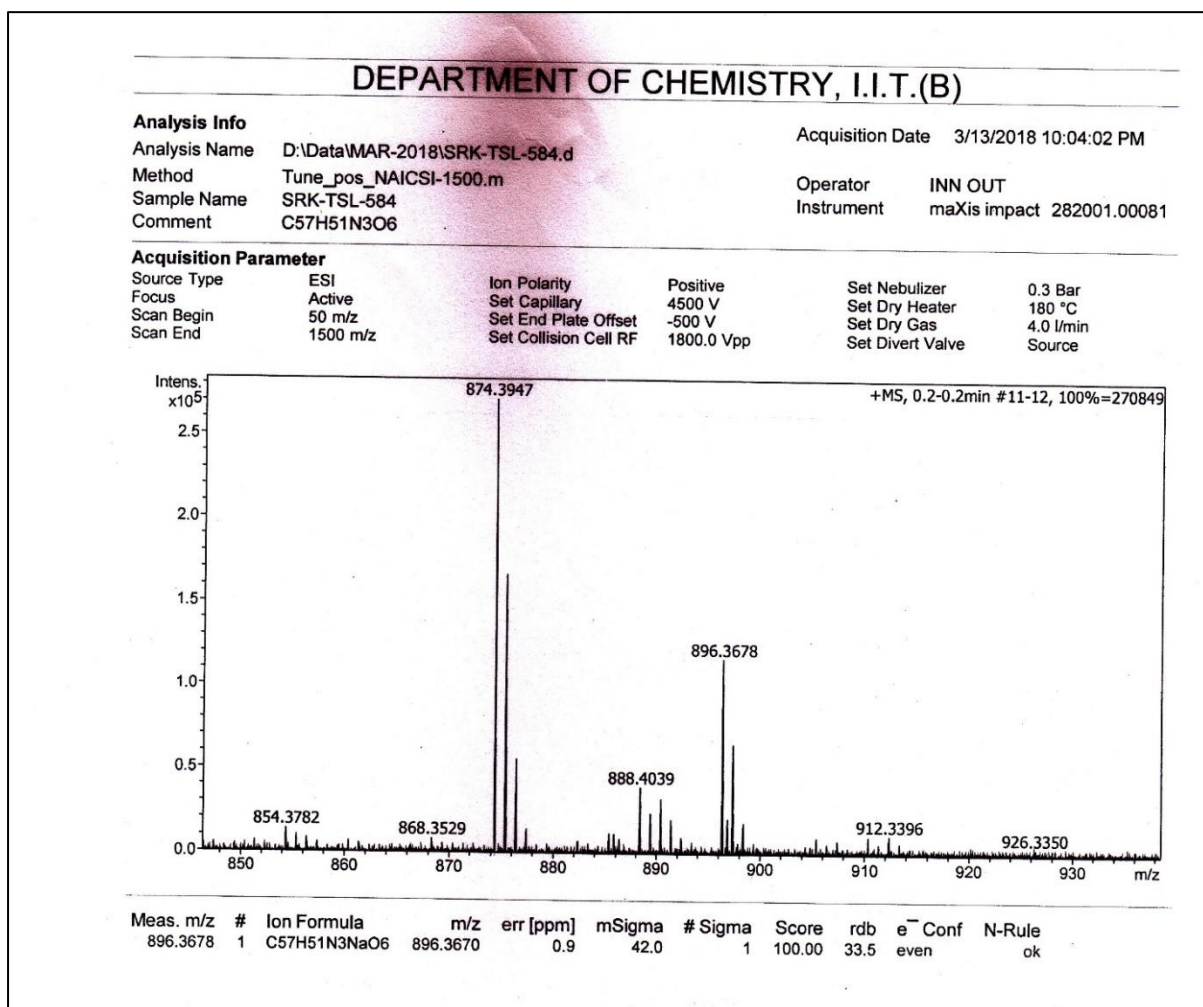 DEPARTMENT OF CHEMISTRY, I.I.T.(B)
Analysis Info
Acquisition Date 3/13/2018 10:04:02 PM
Analysis Name D:\Data\MAR-2018\SRK-TSL-584.d
Method Tune_pos_NAICSI-1500.m
Operator INN OUT
Sample Name SRK-TSL-584
Instrument maXis impact 282001.00081
Comment C57H51N3O6
Acquisition Parameter
Source Type ESI Ion Polarity Positive Set Nebulizer 0.3 Bar
Focus Active Set Capillary 4500 V Set Dry Heater 180 °C
Scan Begin 50 m/z Set End Plate Offset -500 V Set Dry Gas 4.0 l/min
Scan End 1500 m/z Set Collision Cell RF 1800.0 Vpp Set Divert Valve Source
Intens.
x10⁵
+MS, 0.2-0.2min #11-12, 100%=270849
874.3947
2.5
2.0
1.5
896.3678
1.0
888.4039
0.5
854.3782 868.3529 912.3396 926.3350
0.0
850 860 870 880 890 900 910 920 930 m/z
Meas. m/z # Ion Formula m/z err [ppm] mSigma # Sigma Score rdb e⁻ Conf N-Rule
896.3678 1 C57H51N3NaO6 896.3670 0.9 42.0 1 100.00 33.5 even ok